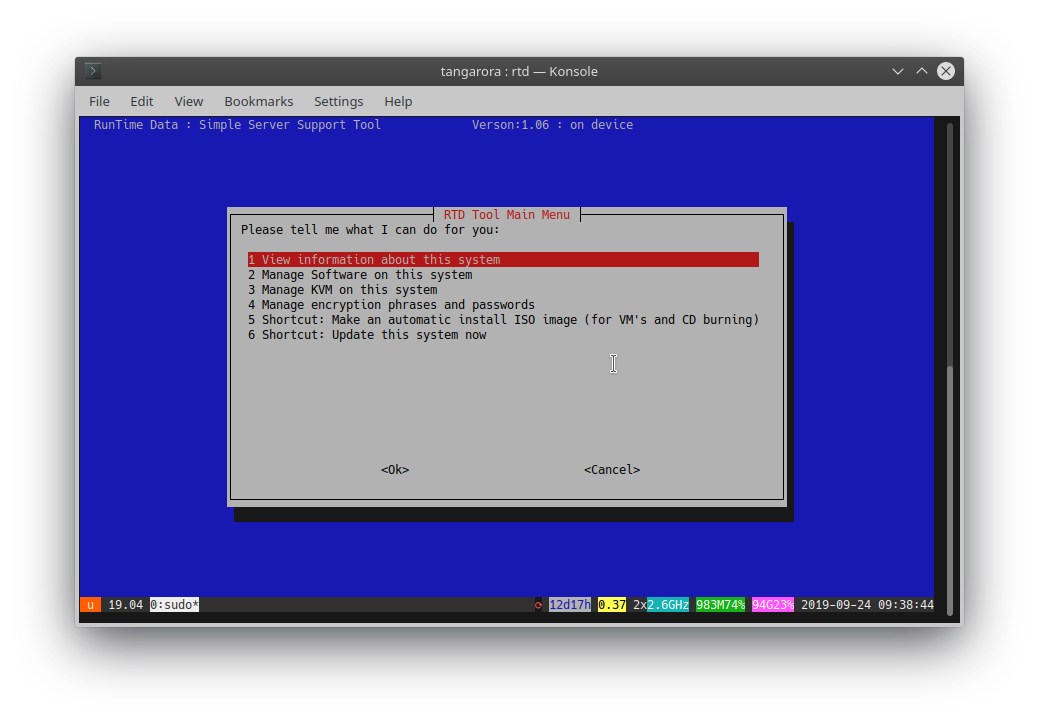 tangarora : rtd — Konsole
File Edit View Bookmarks Settings Help
RunTime Data : Simple Server Support Tool Verson:1.06 : on device
RTD Tool Main Menu
Please tell me what I can do for you:
1 View information about this system
2 Manage Software on this system
3 Manage KVM on this system
4 Manage encryption phrases and passwords
5 Shortcut: Make an automatic install ISO image (for VM's and CD burning)
6 Shortcut: Update this system now
<Ok> <Cancel>
u 19.04 0:sudo* ⟳ 12d17h 0.37 2x2.6GHz 983M74% 94G23% 2019-09-24 09:38:44